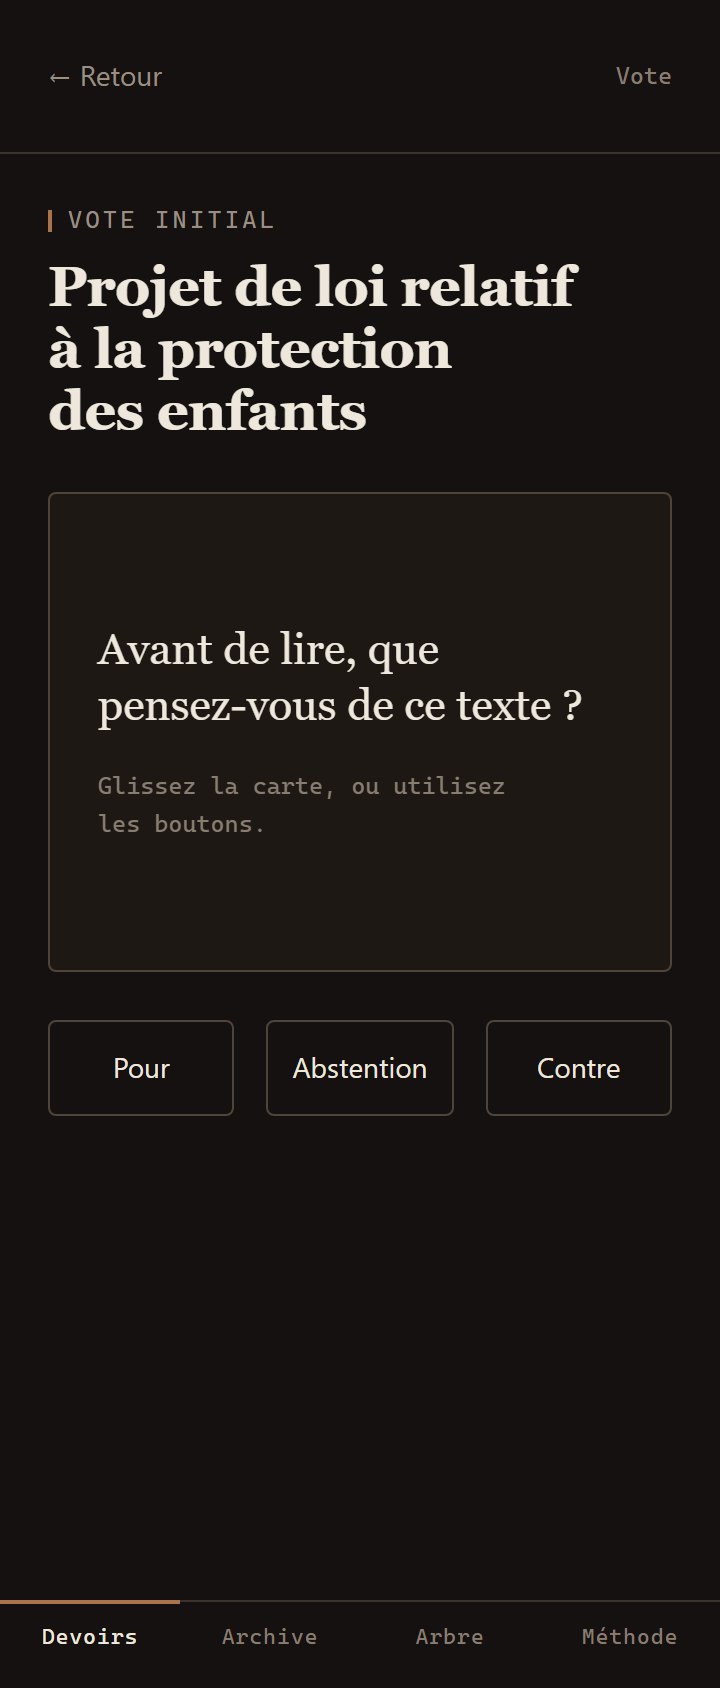 ← Retour
Vote
VOTE INITIAL
Projet de loi relatif
à la protection
des enfants
Avant de lire, que
pensez-vous de ce texte ?
Glissez la carte, ou utilisez
les boutons.
Pour
Abstention
Contre
Devoirs
Archive
Arbre
Méthode